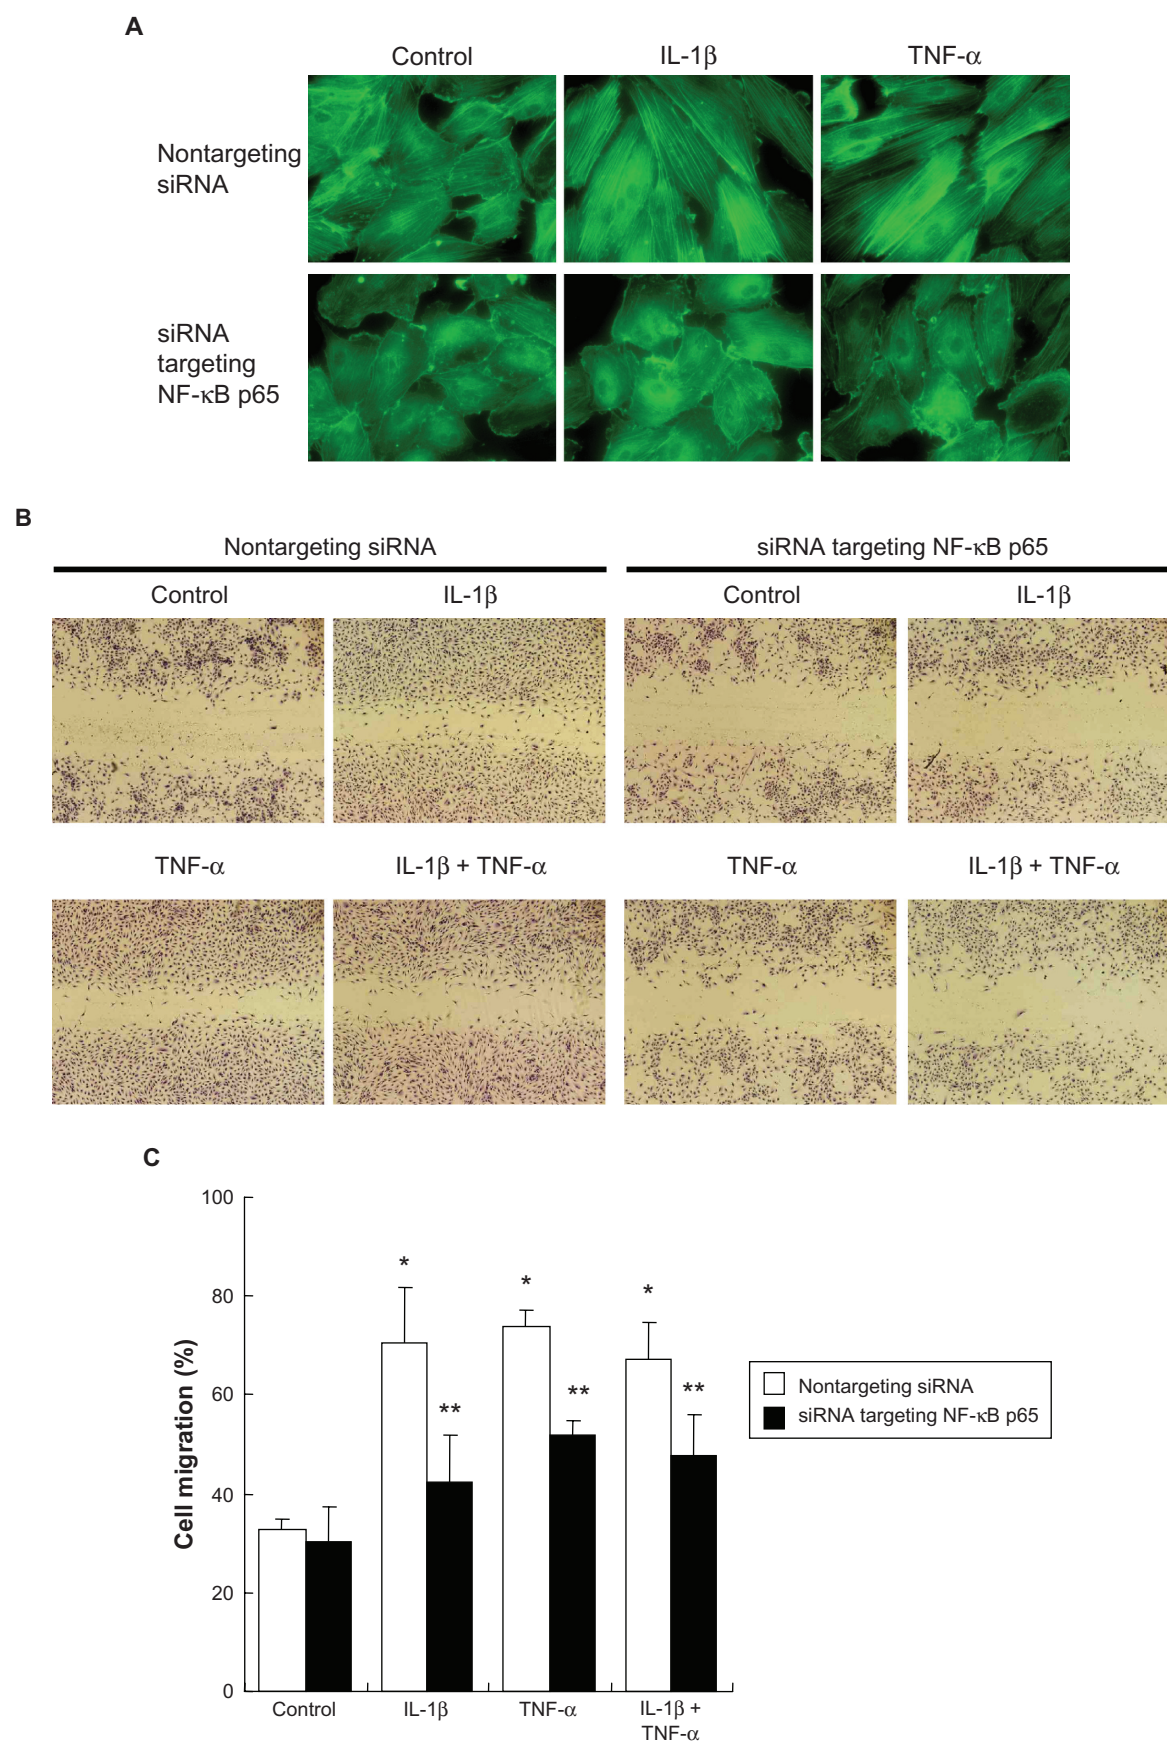 A
Control
IL-1β
TNF-α
Nontargeting
siRNA
siRNA
targeting
NF-κB p65
B
Nontargeting siRNA
siRNA targeting NF-κB p65
Control
IL-1β
Control
IL-1β
TNF-α
IL-1β + TNF-α
TNF-α
IL-1β + TNF-α
C
Cell migration (%)
100
80
60
40
20
0
*
**
*
**
*
**
Nontargeting siRNA
siRNA targeting NF-κB p65
Control
IL-1β
TNF-α
IL-1β +
TNF-α